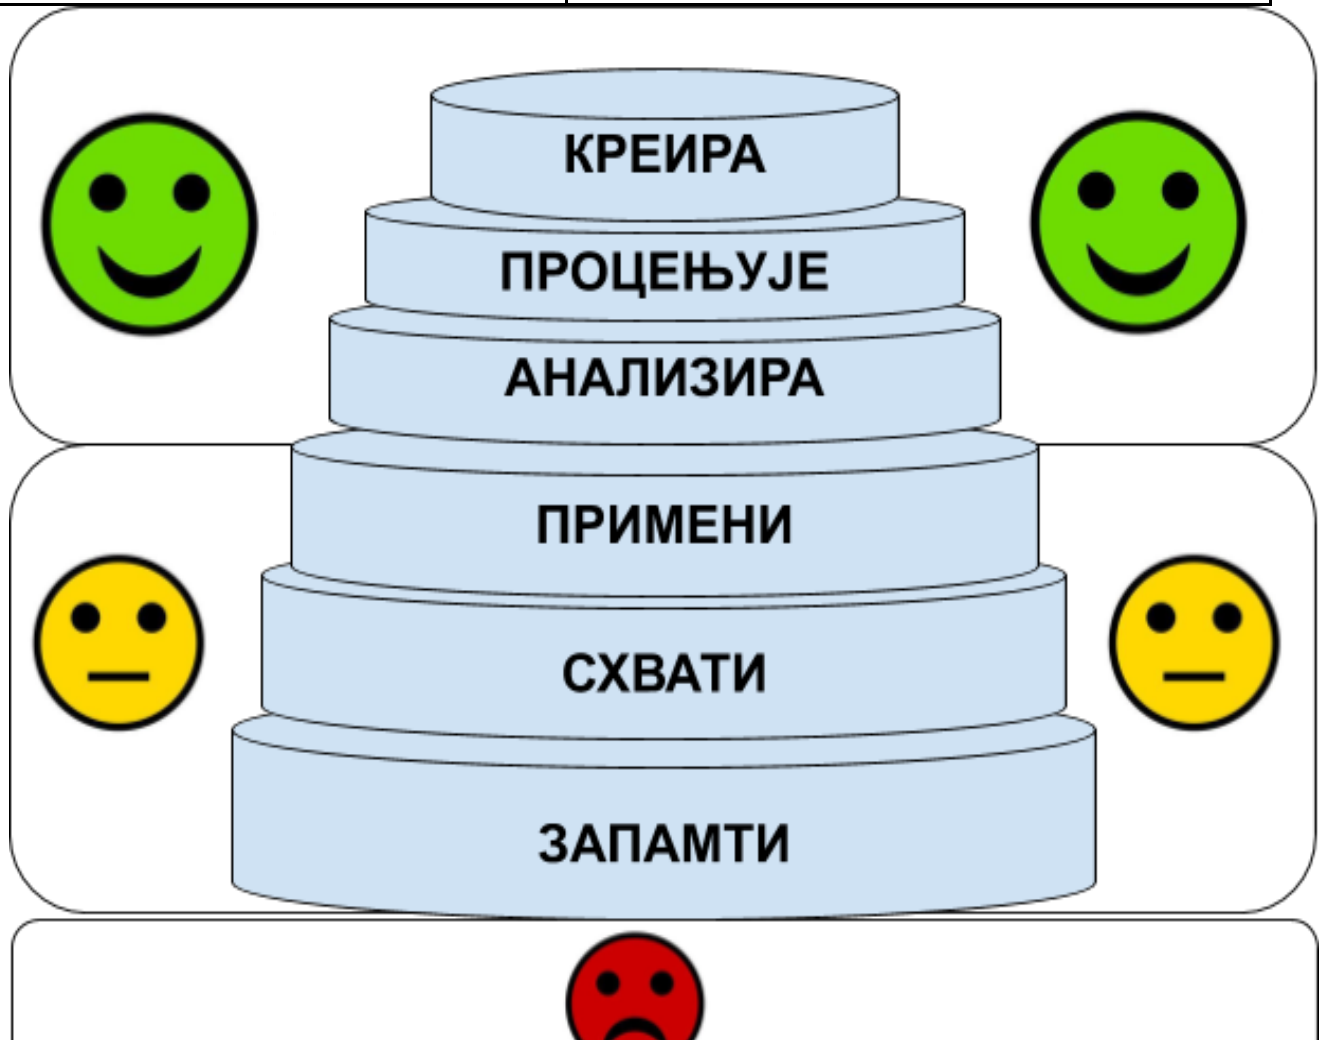 КРЕИРА
ПРОЦЕЊУЈЕ
АНАЛИЗИРА
ПРИМЕНИ
СХВАТИ
ЗАПАМТИ